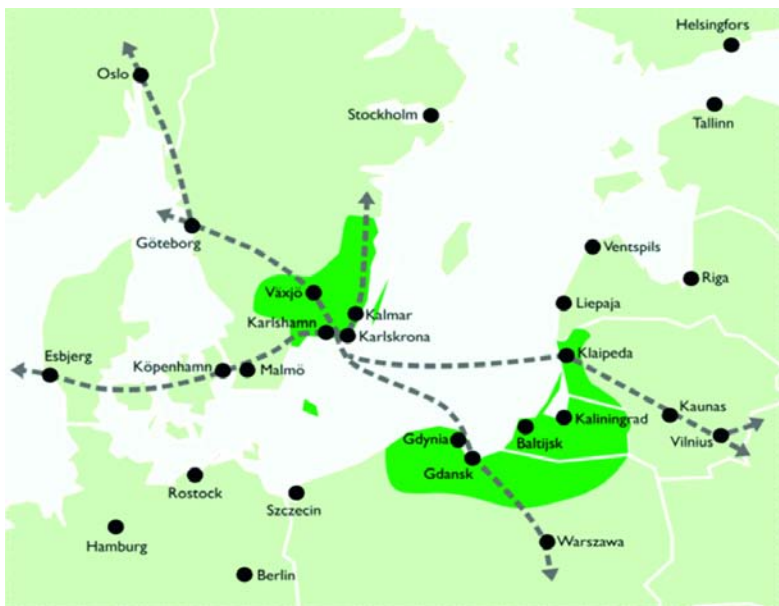 Helsingfors
Oslo
Tallinn
Stockholm
Göteborg
Ventspils
Riga
Växjö
Liepaja
Kalmar
Karlshamn
Karlskrona
Klaipeda
Esbjerg
Köpenhamn
Malmö
Kaunas
Kaliningrad
Baltijsk
Vilnius
Gdynia
Gdansk
Rostock
Szczecin
Hamburg
Warszawa
Berlin